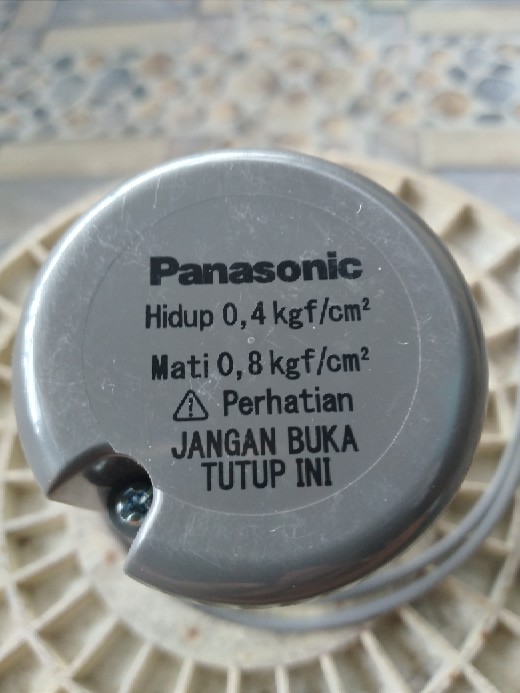 Panasonic
Hidup 0,4 kgf/cm²
Mati 0,8 kgf/cm²
Perhatian
JANGAN BUKA
TUTUP INI